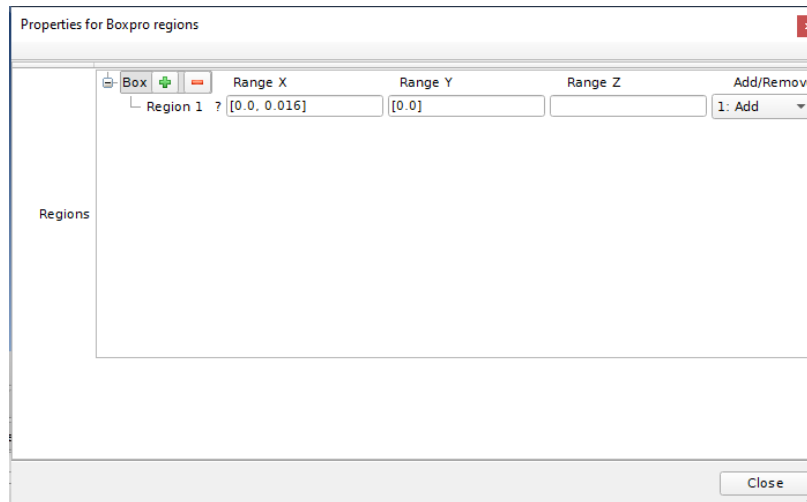 Properties for Boxpro regions
Box Range X Range Y Range Z Add/Remov
Region 1 ? [0.0, 0.016] [0.0] 1: Add
Regions
Close